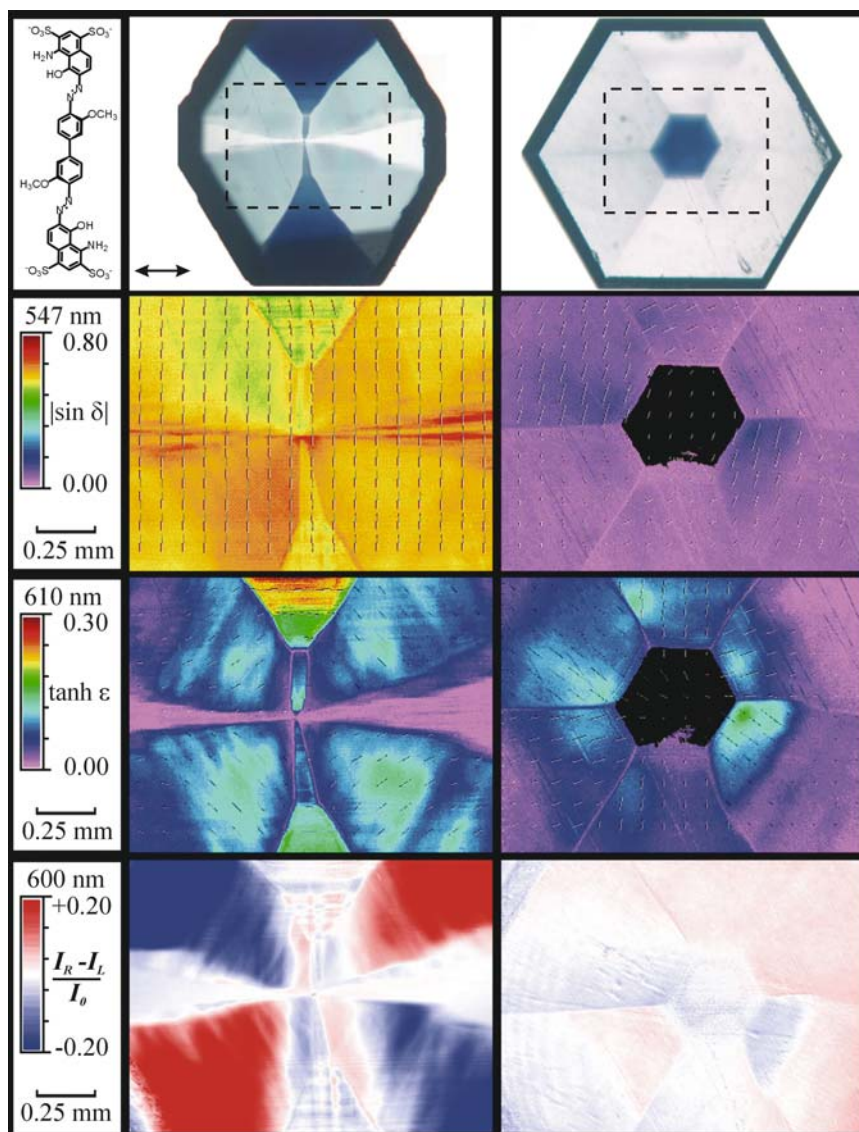 -O3S SO3-
H2N
HO
N
N
OCH3
H3CO
N
N
OH
NH2
-O3S SO3-
547 nm
0.80
|sin δ|
0.00
0.25 mm
610 nm
0.30
tanh ε
0.00
0.25 mm
600 nm
+0.20
I_R - I_L
I_0
-0.20
0.25 mm